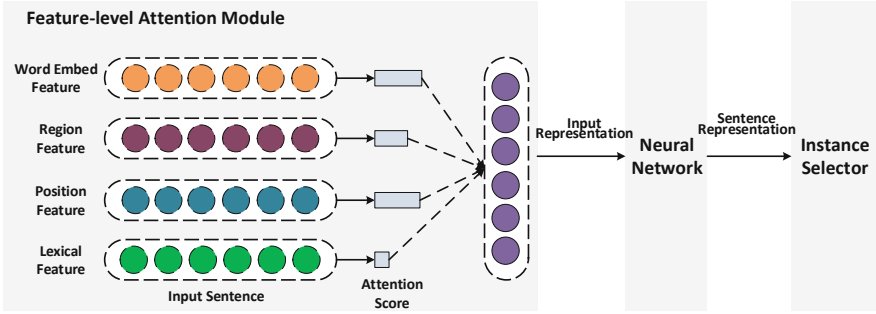 Feature-level Attention Module
Word Embed
Feature
Region
Feature
Position
Feature
Lexical
Feature
Input Sentence
Attention
Score
Input
Representation
Neural
Network
Sentence
Representation
Instance
Selector